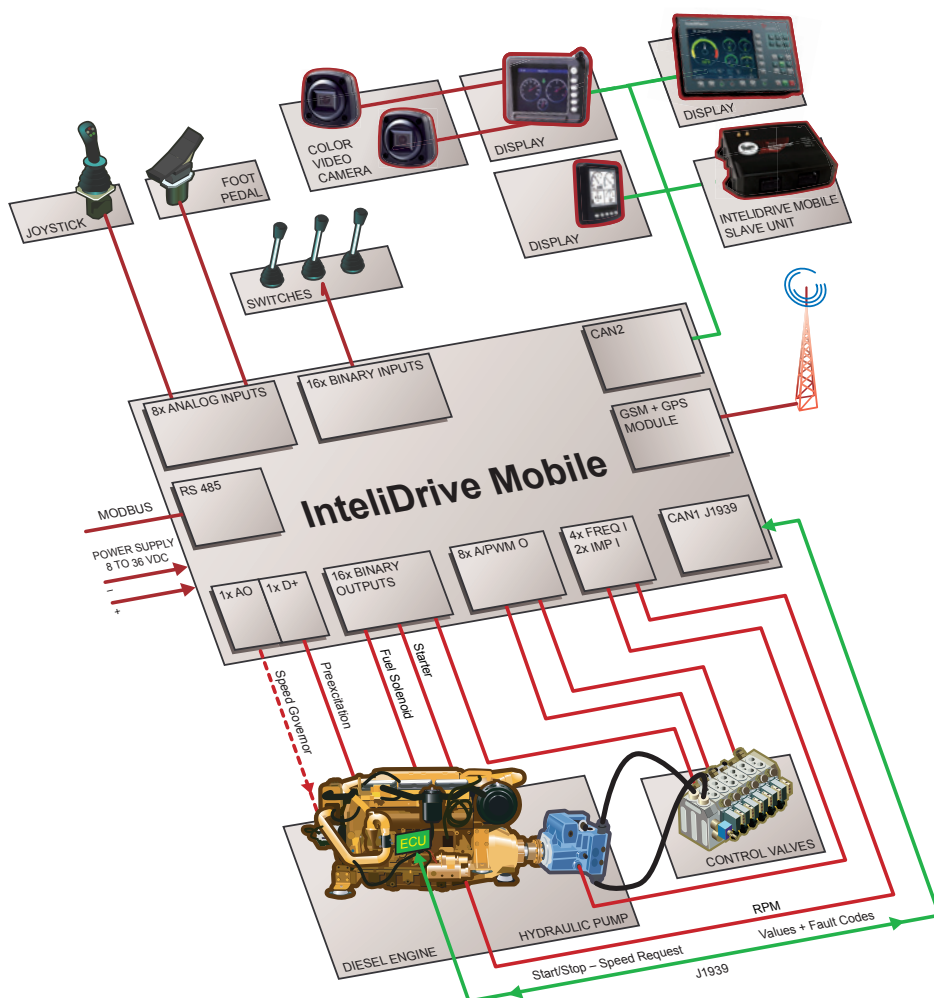 COLOR
VIDEO
CAMERA
DISPLAY
DISPLAY
DISPLAY
INTELIDRIVE MOBILE
SLAVE UNIT
JOYSTICK
FOOT
PEDAL
SWITCHES
CAN2
16x BINARY INPUTS
8x ANALOG INPUTS
GSM + GPS
MODULE
InteliDrive Mobile
RS 485
MODBUS
CAN1 J1939
4x FREQ I
2x IMP I
8x A/PWM O
16x BINARY
OUTPUTS
1x D+
1x AO
POWER SUPPLY
8 TO 36 VDC
–
+
Speed Governor
Preexcitation
Fuel Solenoid
Starter
ECU
CONTROL VALVES
HYDRAULIC PUMP
DIESEL ENGINE
RPM
Values + Fault Codes
Start/Stop – Speed Request
J1939